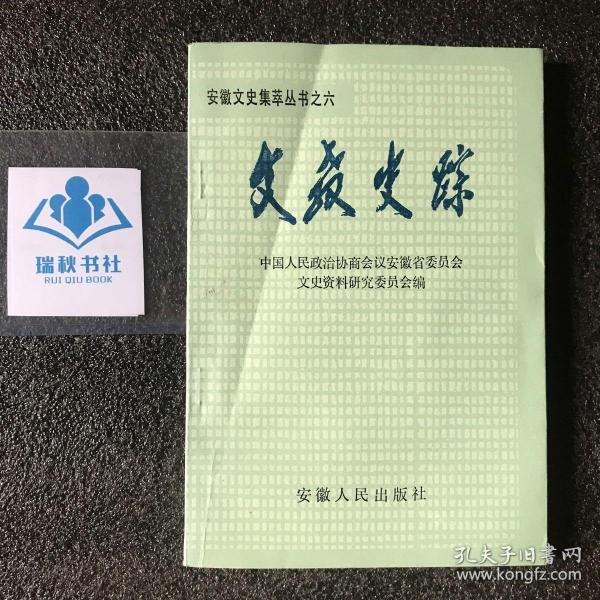 安徽文史集萃丛书之六
文教史踪
中国人民政治协商会议安徽省委员会
文史资料研究委员会编
安徽人民出版社
瑞秋书社
RUI QIU BOOK
孔夫子旧書网
www.kongfz.com